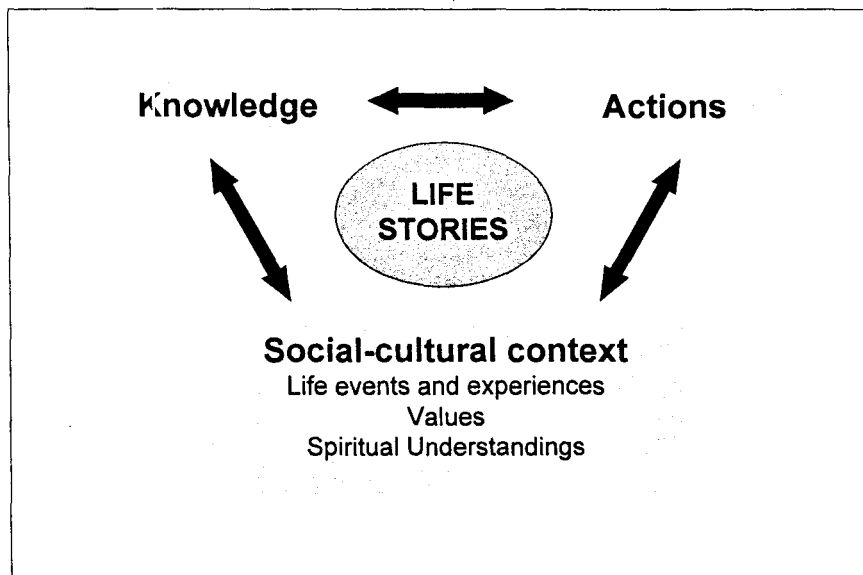 Knowledge
Actions
LIFE
STORIES
Social-cultural context
Life events and experiences
Values
Spiritual Understandings